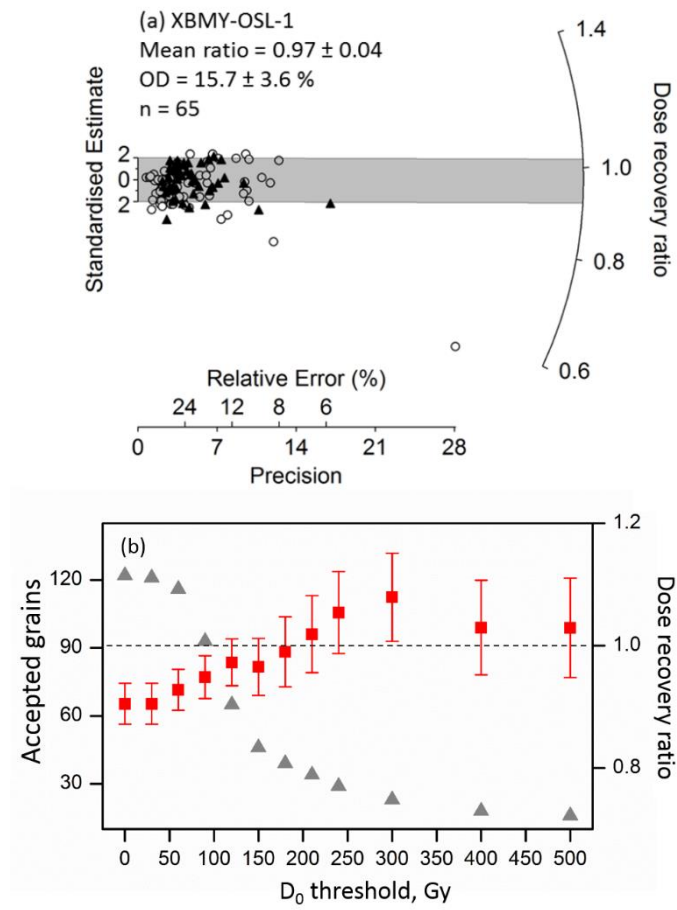 (a) XBMY-OSL-1
Mean ratio = 0.97 ± 0.04
OD = 15.7 ± 3.6 %
n = 65
Standardised Estimate
2
0
2
1.4
1.0
0.8
0.6
Dose recovery ratio
Relative Error (%)
24 12 8 6
0 7 14 21 28
Precision
(b)
Accepted grains
120
90
60
30
1.2
1.0
0.8
Dose recovery ratio
0 50 100 150 200 250 300 350 400 450 500
D₀ threshold, Gy